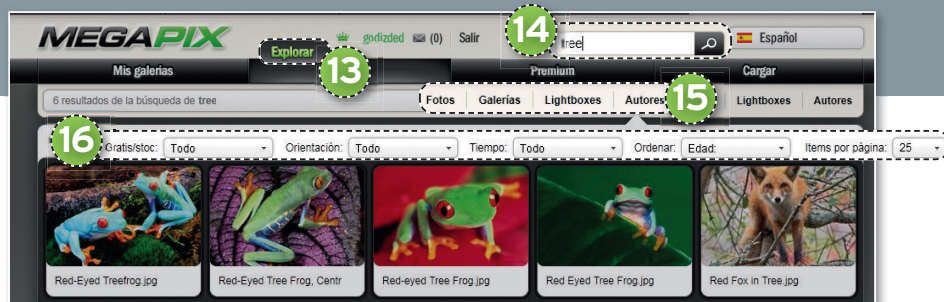 MEGAPIX
Explorar
godizded (0) Salir
14
tree
Español
13
Mis galerias
Premium
Cargar
6 resultados de la búsqueda de tree
Fotos Galerías Lightboxes Autores
15
Lightboxes Autores
16
Gratis/stoc: Todo Orientación: Todo Tiempo: Todo Ordenar: Edad: Items por página: 25
Red-Eyed Treefrog.jpg
Red-Eyed Tree Frog, Centr
Red-eyed Tree Frog.jpg
Red Eyed Tree Frog.jpg
Red Fox in Tree.jpg